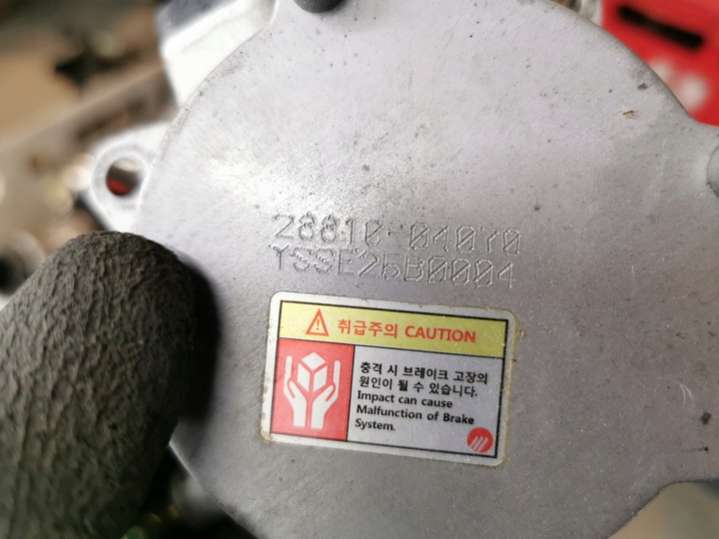 28810-04070
YSSE26B0004
취급주의 CAUTION
충격 시 브레이크 고장의
원인이 될 수 있습니다.
Impact can cause
Malfunction of Brake
System.